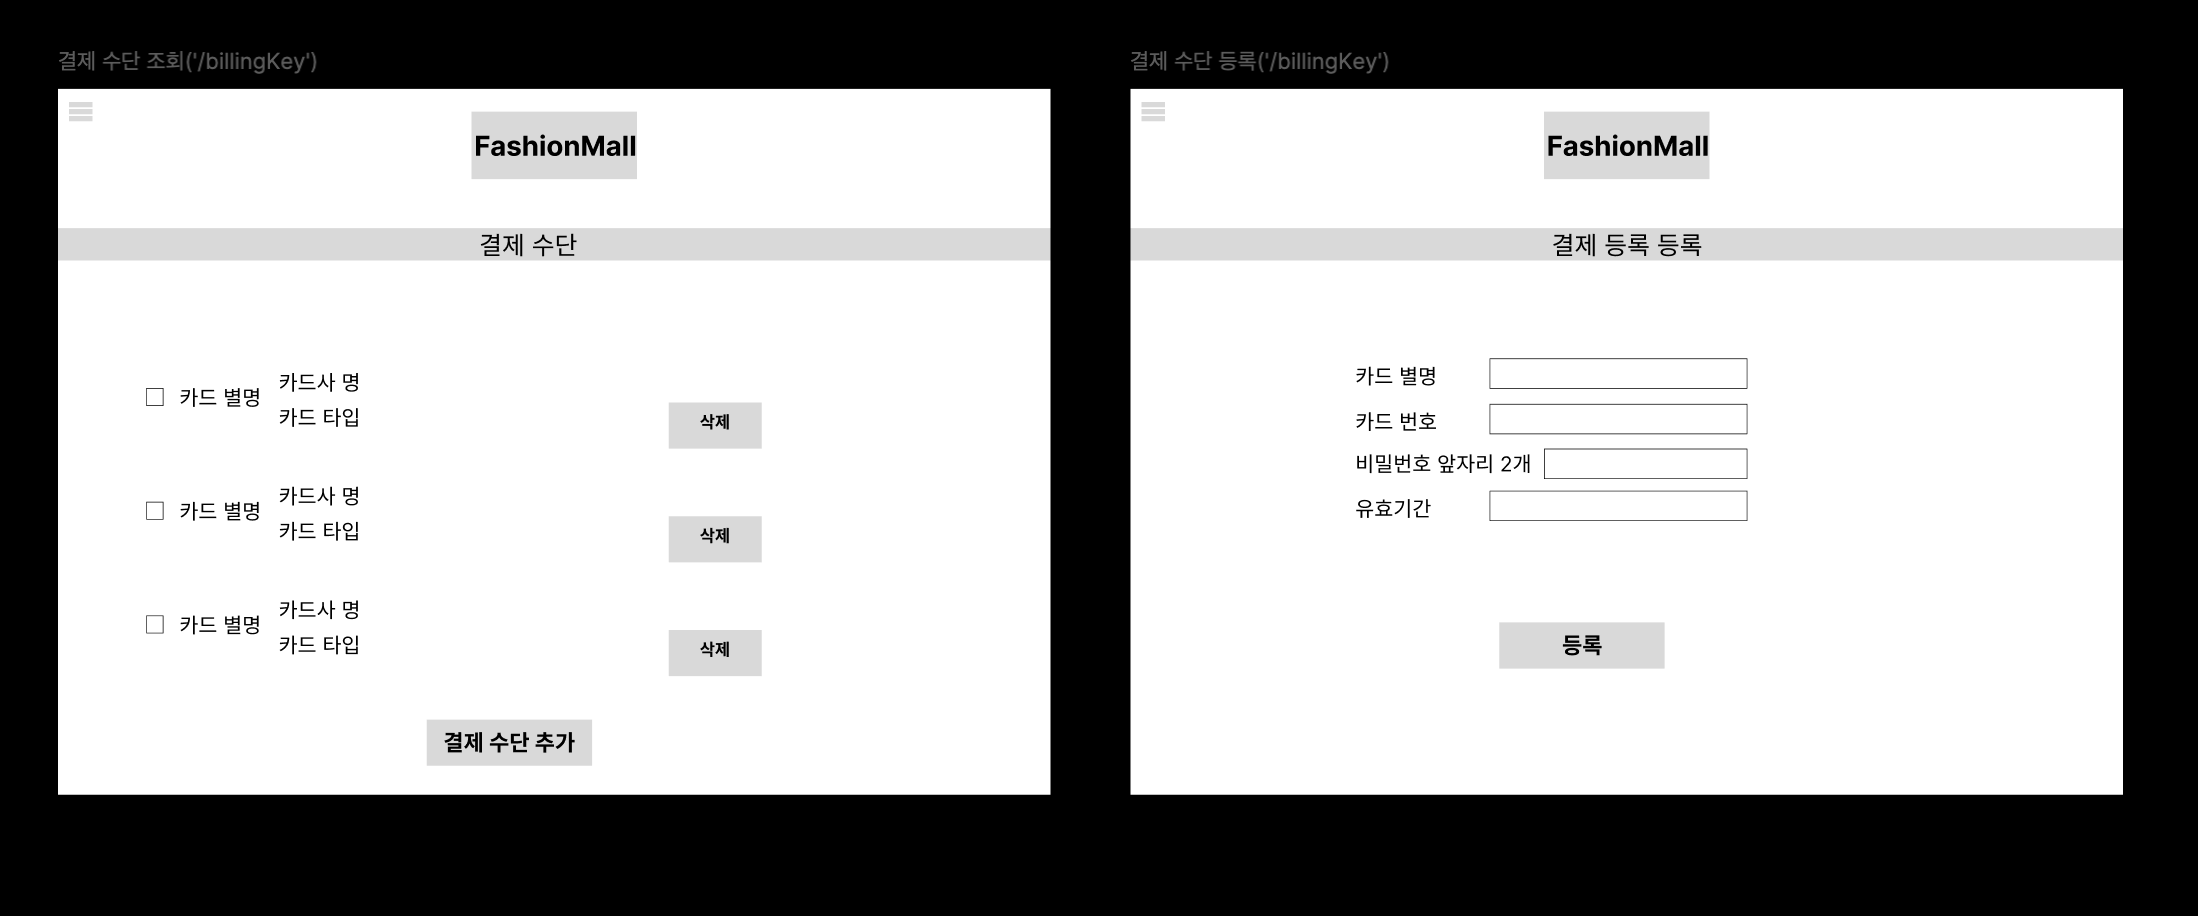 결제 수단 조회('/billingKey')
FashionMall
결제 수단
카드 별명
카드사 명
카드 타입
삭제
카드 별명
카드사 명
카드 타입
삭제
카드 별명
카드사 명
카드 타입
삭제
결제 수단 추가
결제 수단 등록('/billingKey')
FashionMall
결제 등록 등록
카드 별명
카드 번호
비밀번호 앞자리 2개
유효기간
등록